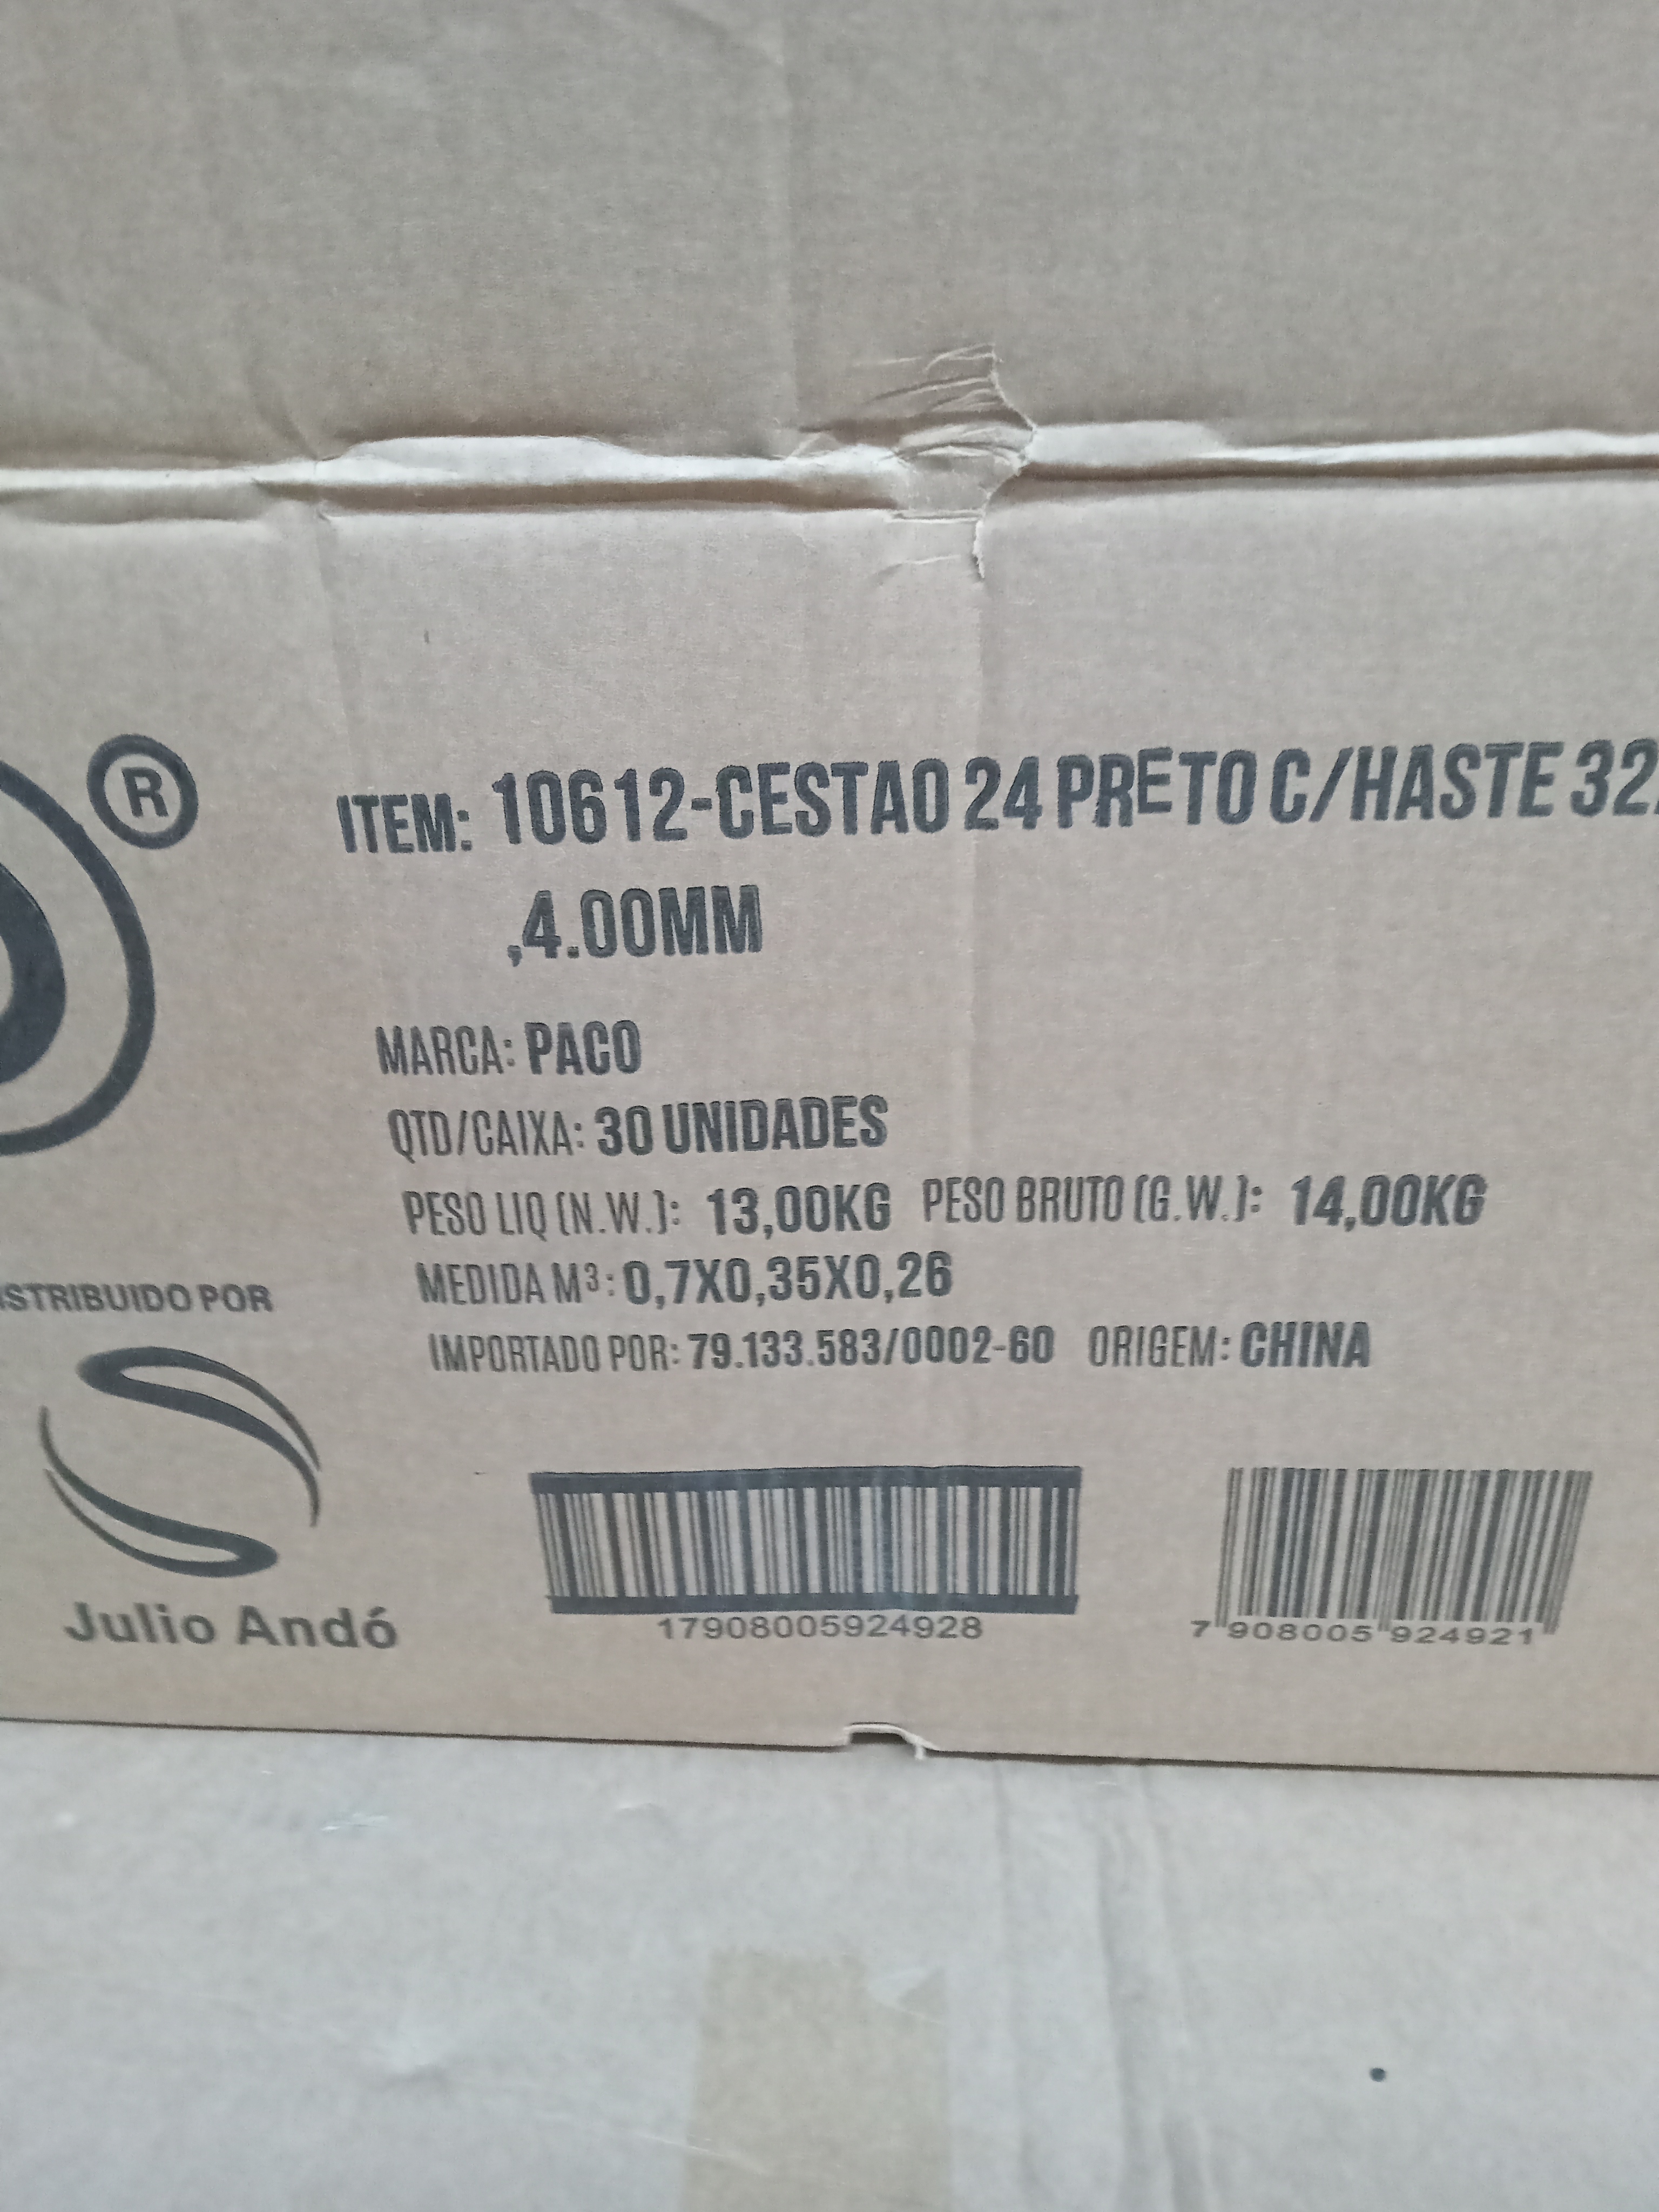 ®
ITEM: 10612-CESTAO 24 PRETO C/HASTE 32
,4.00MM
MARCA: PACO
QTD/CAIXA: 30 UNIDADES
PESO LIQ (N.W.): 13,00KG PESO BRUTO (G.W.): 14,00KG
MEDIDA M³: 0,7X0,35X0,26
ISTRIBUIDO POR
IMPORTADO POR: 79.133.583/0002-60 ORIGEM: CHINA
Julio Andó
17908005924928
7 908005 924921